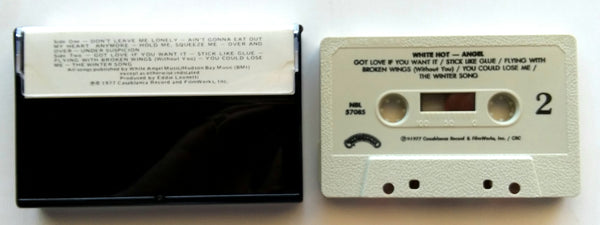 Side One — DON'T LEAVE ME LONELY — AIN'T GONNA EAT OUT
MY HEART ANYMORE — HOLD ME, SQUEEZE ME — OVER AND
OVER — UNDER SUSPICION
Side Two — GOT LOVE IF YOU WANT IT — STICK LIKE GLUE —
FLYING WITH BROKEN WINGS (Without You) — YOU COULD LOSE
ME — THE WINTER SONG
All songs published by White Angel Music/Hudson Bay Music (BMI)
except as otherwise indicated
Produced by Eddie Leonetti
℗© 1977 Casablanca Record and FilmWorks, Inc.
WHITE HOT — ANGEL
GOT LOVE IF YOU WANT IT / STICK LIKE GLUE / FLYING WITH
BROKEN WINGS (Without You) / YOU COULD LOSE ME /
THE WINTER SONG
NBL
57085
2
100 50 0
Casablanca
℗©1977 Casablanca Record & FilmWorks, Inc. / CRC